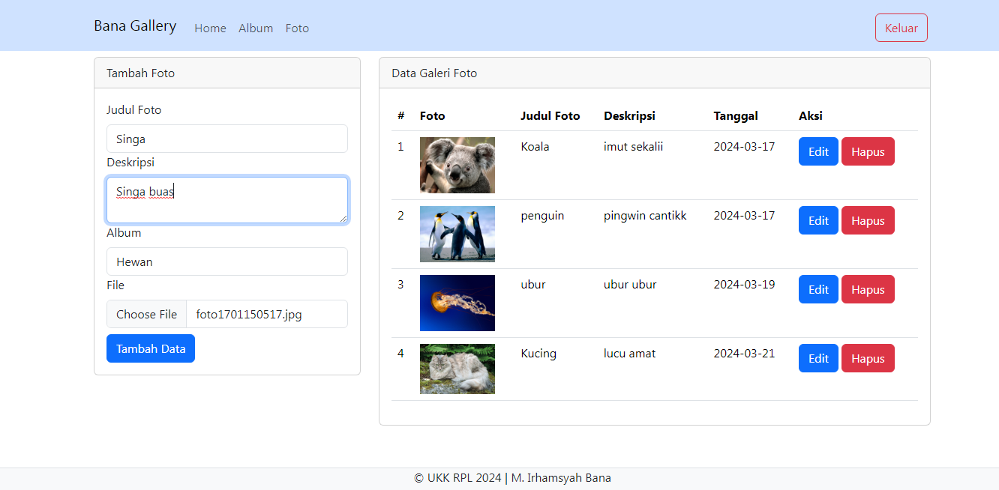 Bana Gallery Home Album Foto Keluar
Tambah Foto
Judul Foto
Singa
Deskripsi
Singa buas
Album
Hewan
File
Choose File foto1701150517.jpg
Tambah Data
Data Galeri Foto
# Foto Judul Foto Deskripsi Tanggal Aksi
1 Koala imut sekalii 2024-03-17 Edit Hapus
2 penguin pingwin cantikk 2024-03-17 Edit Hapus
3 ubur ubur ubur 2024-03-19 Edit Hapus
4 Kucing lucu amat 2024-03-21 Edit Hapus
© UKK RPL 2024 | M. Irhamsyah Bana